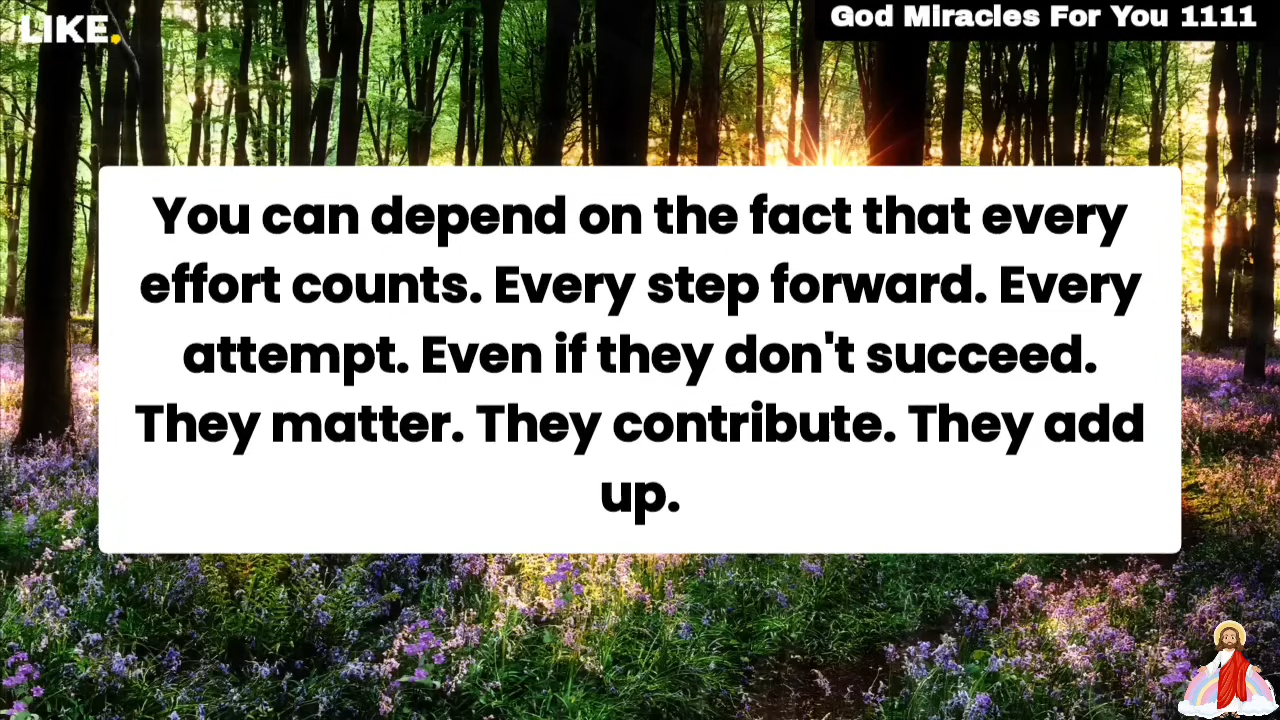 LIKE.
God Miracles For You 1111
You can depend on the fact that every
effort counts. Every step forward. Every
attempt. Even if they don't succeed.
They matter. They contribute. They add
up.